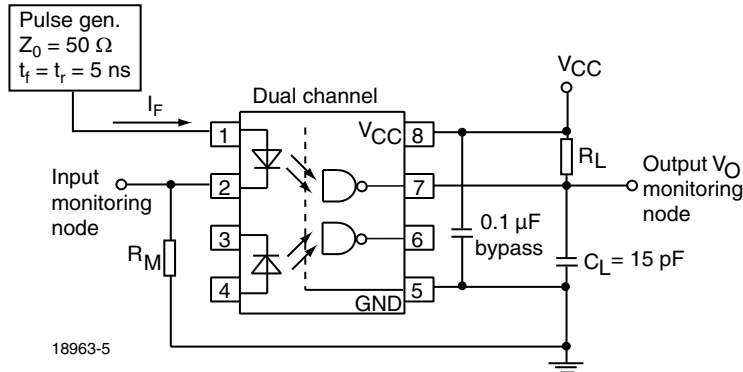 Pulse gen.
Z0 = 50 Ω
tf = tr = 5 ns
IF
Dual channel
VCC
VCC
1
8
RL
Input
monitoring
node
2
7
Output VO
monitoring
node
3
6
0.1 µF
bypass
RM
CL = 15 pF
4
5
GND
18963-5